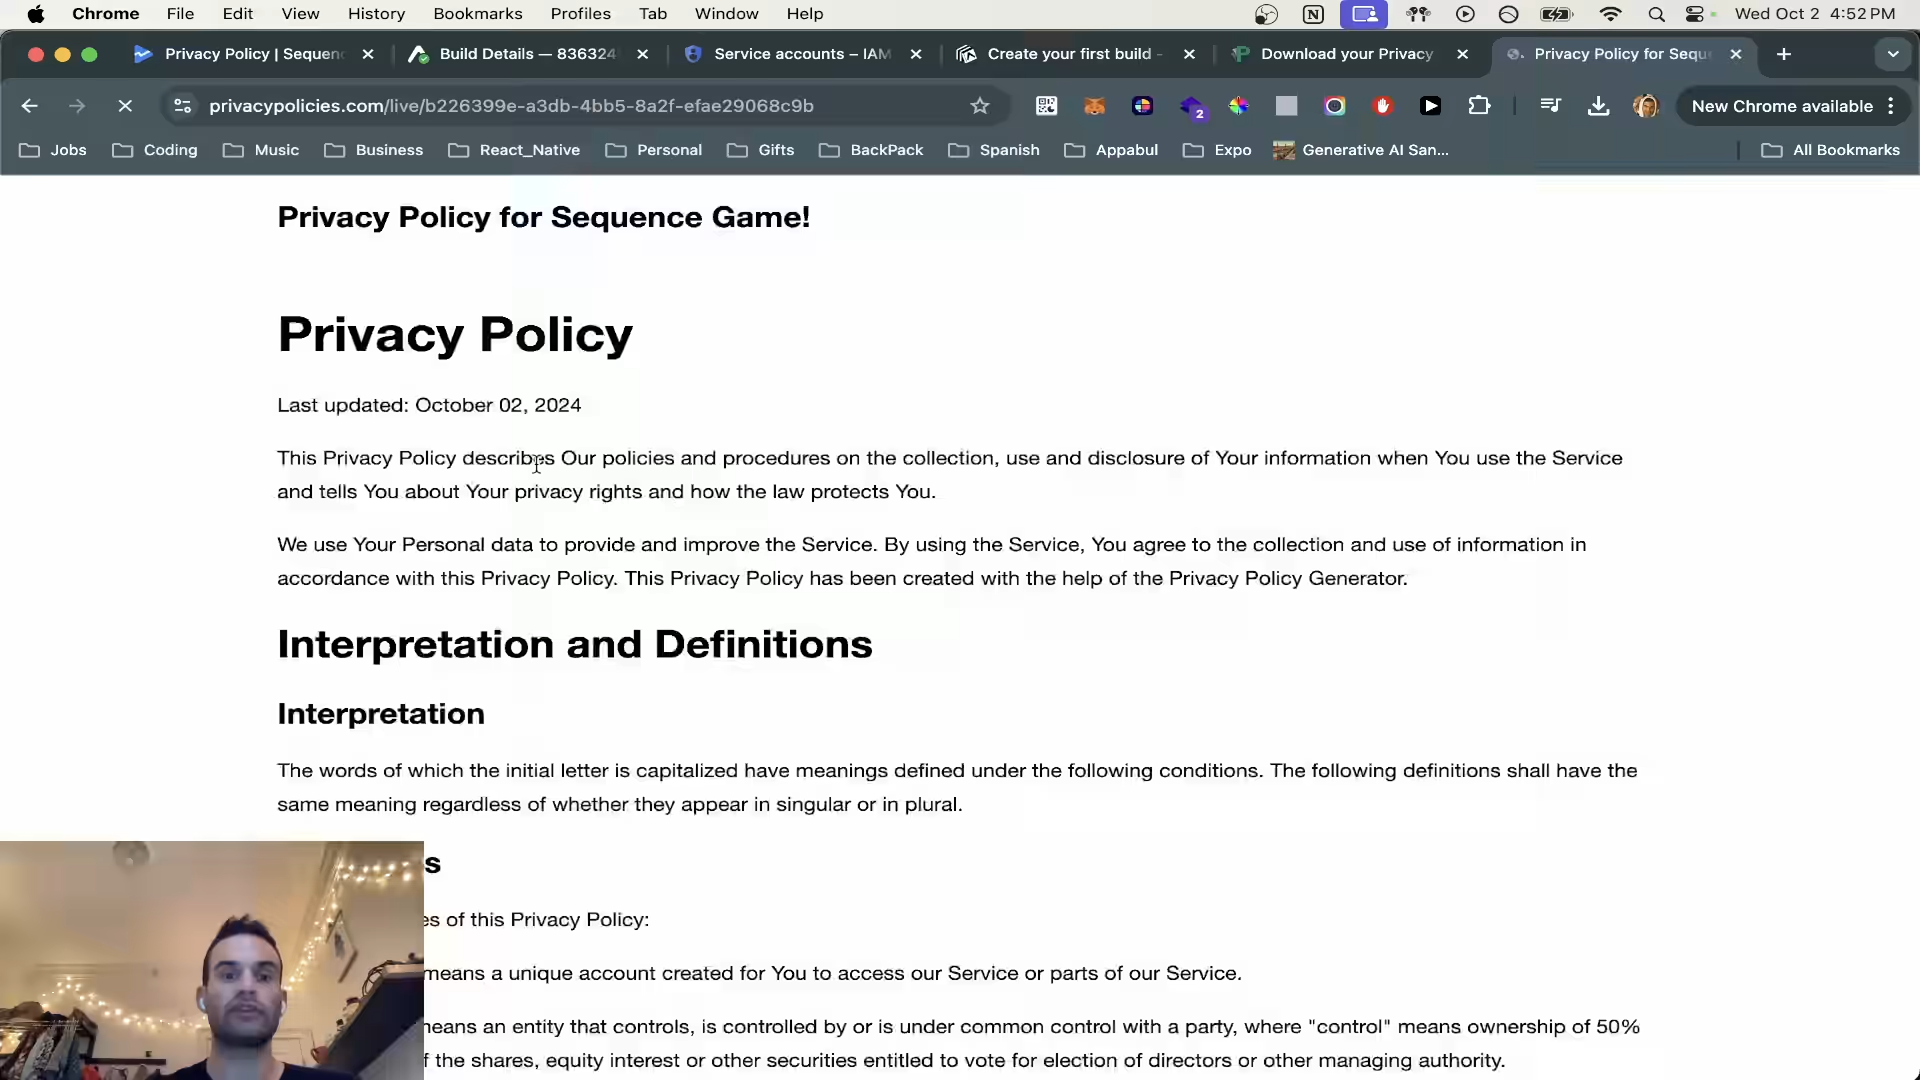 Chrome File Edit View History Bookmarks Profiles Tab Window Help Wed Oct 2 4:52 PM
Privacy Policy | Sequen Build Details — 836324 Service accounts – IAM Create your first build - Download your Privacy Privacy Policy for Sequ
privacypolicies.com/live/b226399e-a3db-4bb5-8a2f-efae29068c9b 2 New Chrome available
Jobs Coding Music Business React_Native Personal Gifts BackPack Spanish Appabul Expo Generative AI San... All Bookmarks
Privacy Policy for Sequence Game!
Privacy Policy
Last updated: October 02, 2024
This Privacy Policy describes Our policies and procedures on the collection, use and disclosure of Your information when You use the Service
and tells You about Your privacy rights and how the law protects You.
We use Your Personal data to provide and improve the Service. By using the Service, You agree to the collection and use of information in
accordance with this Privacy Policy. This Privacy Policy has been created with the help of the Privacy Policy Generator.
Interpretation and Definitions
Interpretation
The words of which the initial letter is capitalized have meanings defined under the following conditions. The following definitions shall have the
same meaning regardless of whether they appear in singular or in plural.
s
es of this Privacy Policy:
means a unique account created for You to access our Service or parts of our Service.
means an entity that controls, is controlled by or is under common control with a party, where "control" means ownership of 50%
f the shares, equity interest or other securities entitled to vote for election of directors or other managing authority.